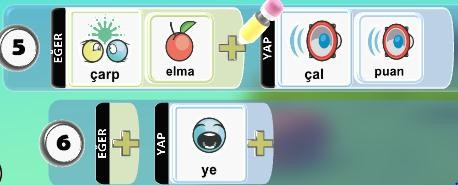 5 EĞER çarp elma YAP çal puan
6 EĞER YAP ye